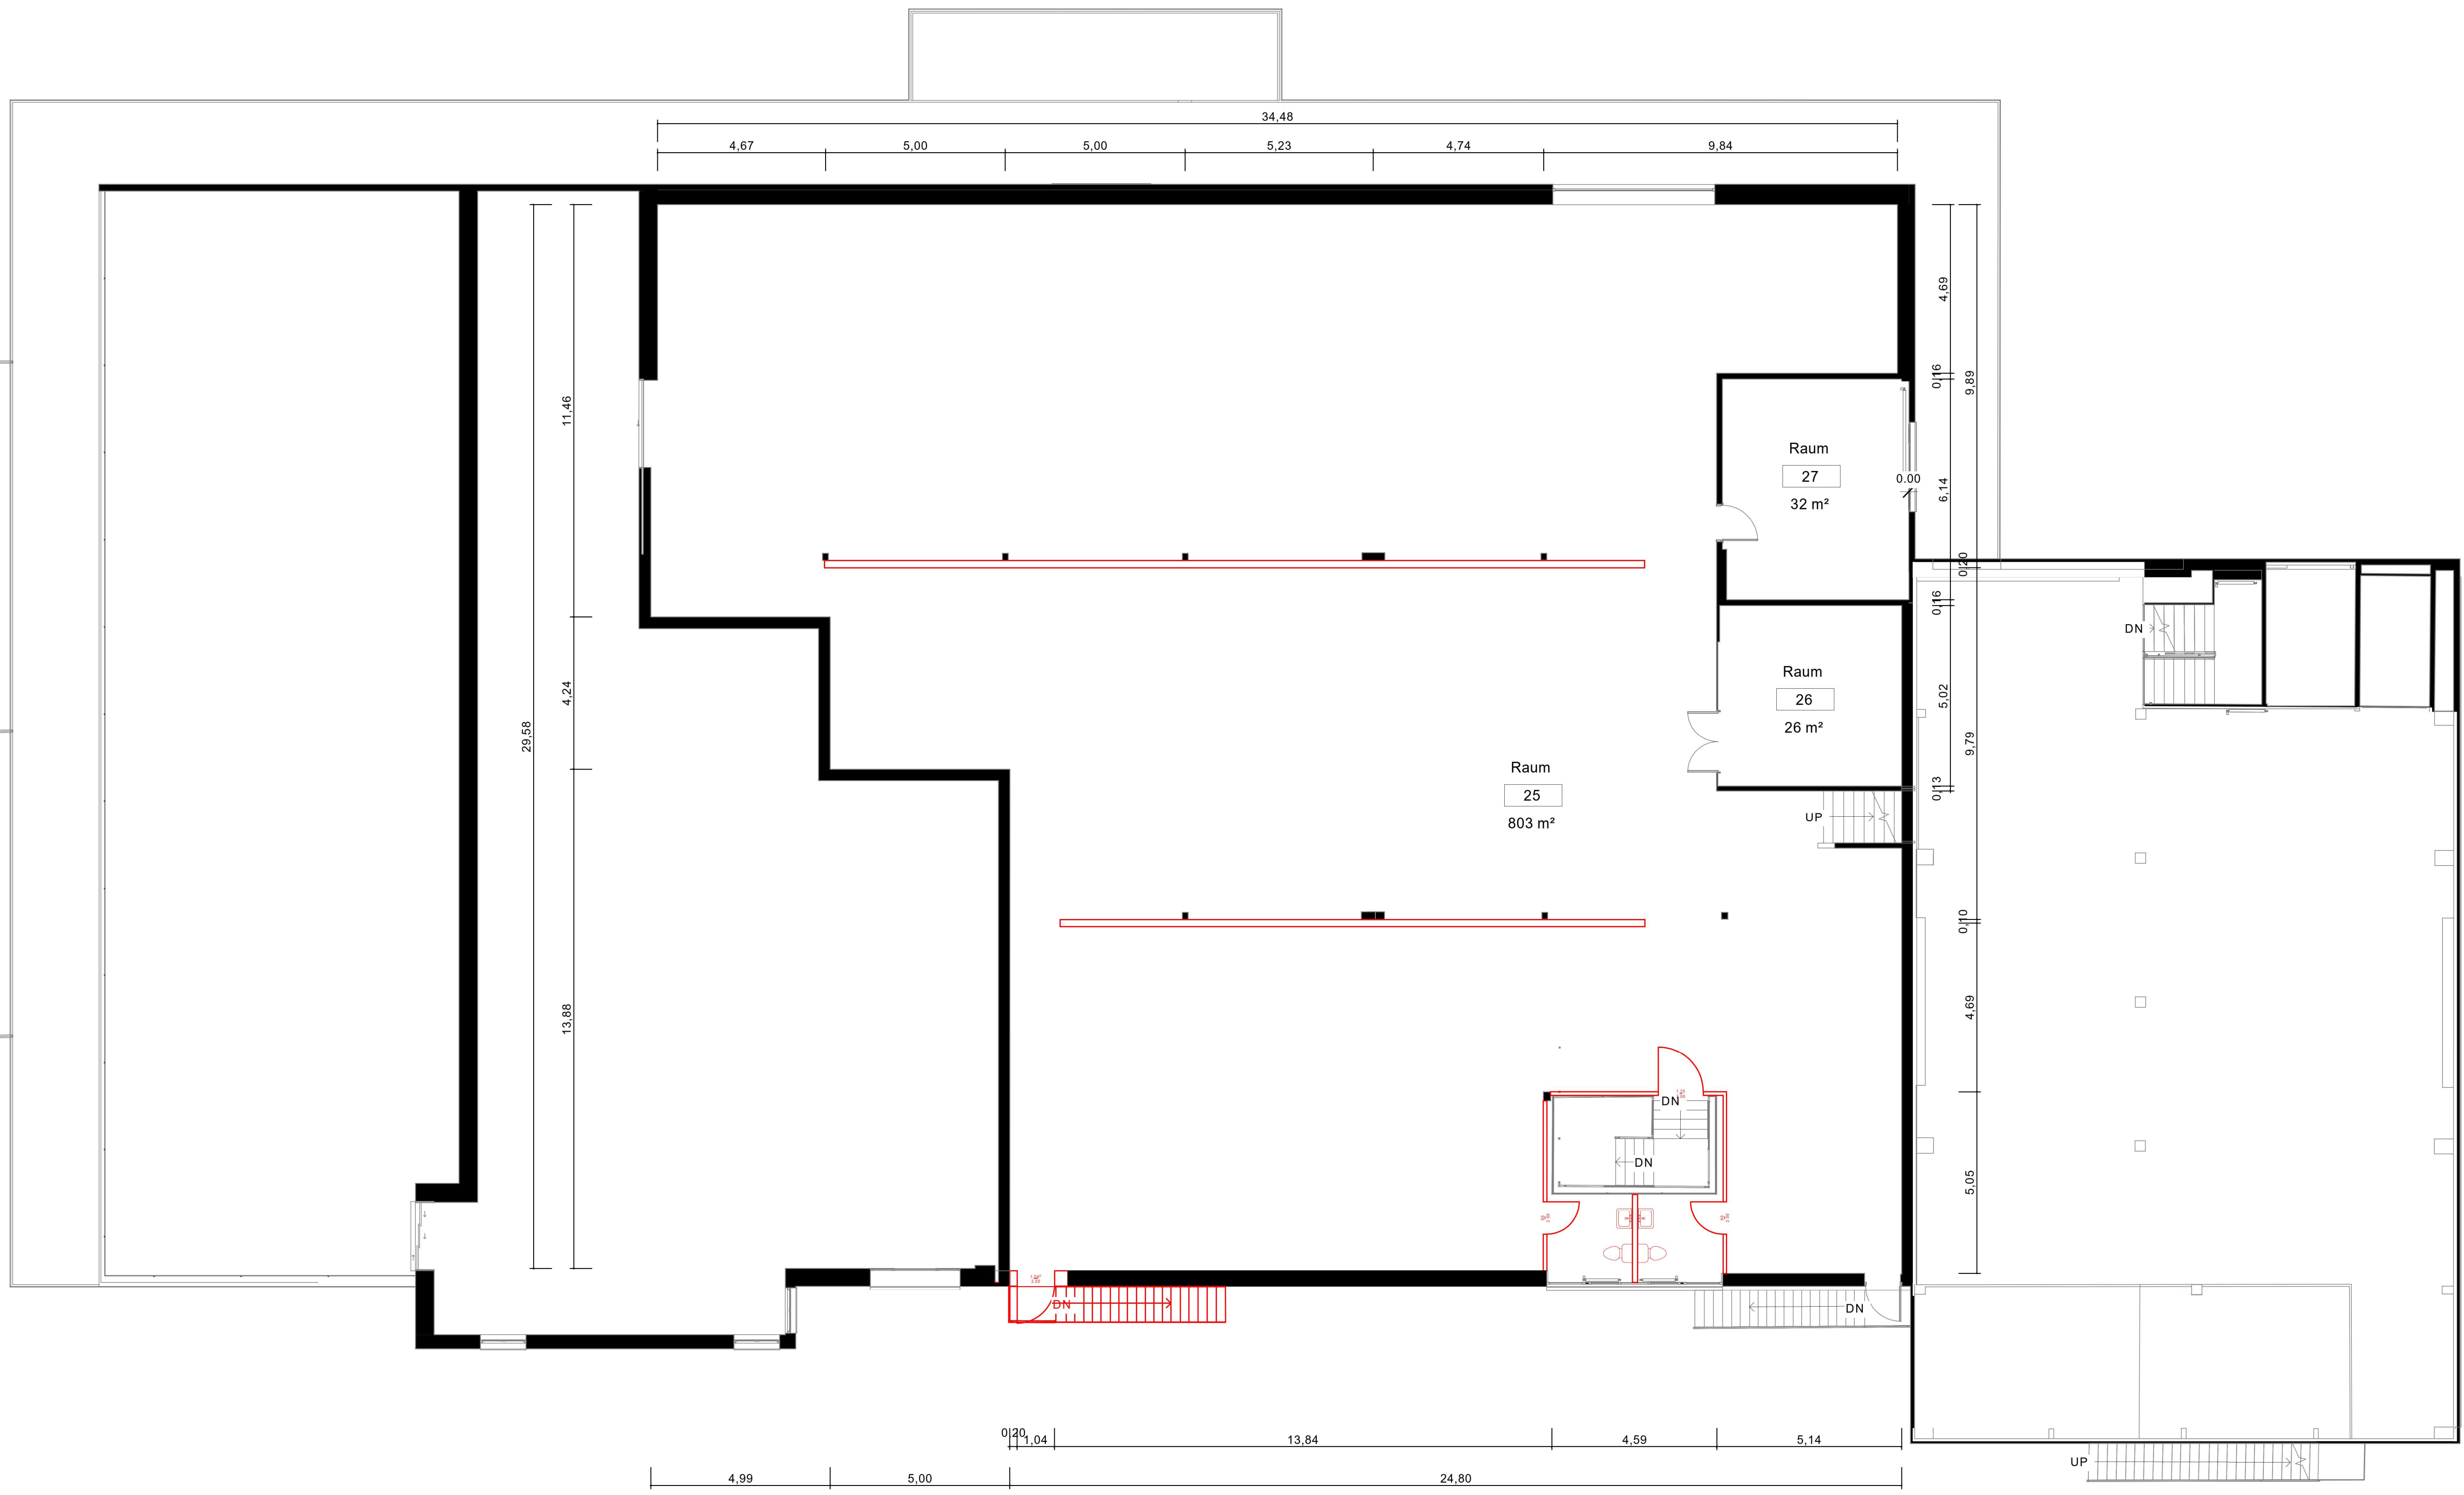 34,48
4,67
5,00
5,00
5,23
4,74
9,84
4,69
0,16
9,89
11,46
Raum
27
32 m²
0.00
6,14
0,20
0,16
DN
Raum
26
26 m²
4,24
5,02
29,58
9,79
Raum
25
803 m²
0,13
UP
0,10
13,88
4,69
DN
DN
5,05
DN
DN
0,20
1,04
13,84
4,59
5,14
UP
4,99
5,00
24,80